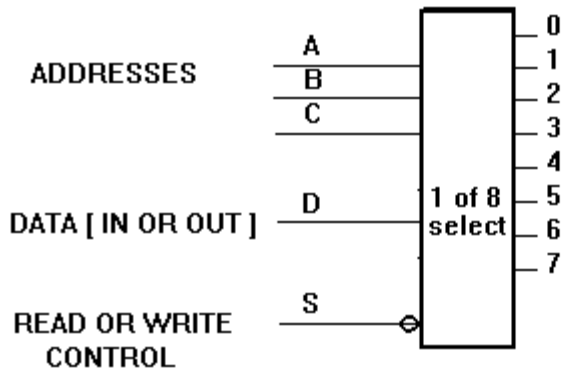 ADDRESSES
A
B
C
DATA [ IN OR OUT ]
D
READ OR WRITE
CONTROL
S
1 of 8
select
0
1
2
3
4
5
6
7